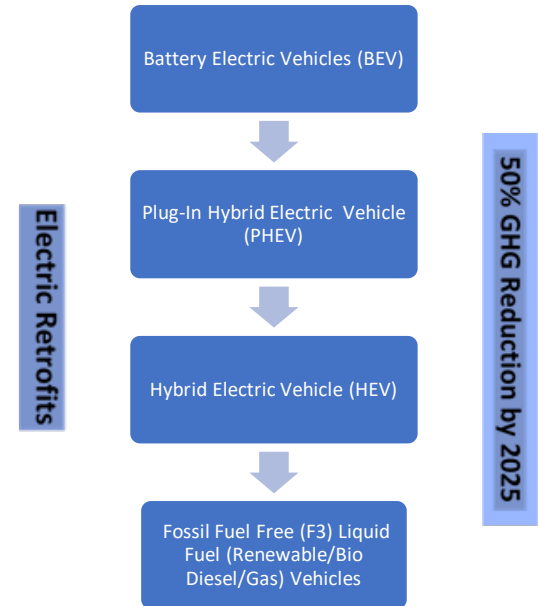 Battery Electric Vehicles (BEV)
Plug-In Hybrid Electric Vehicle
(PHEV)
Hybrid Electric Vehicle (HEV)
Fossil Fuel Free (F3) Liquid
Fuel (Renewable/Bio
Diesel/Gas) Vehicles
Electric Retrofits
50% GHG Reduction by 2025